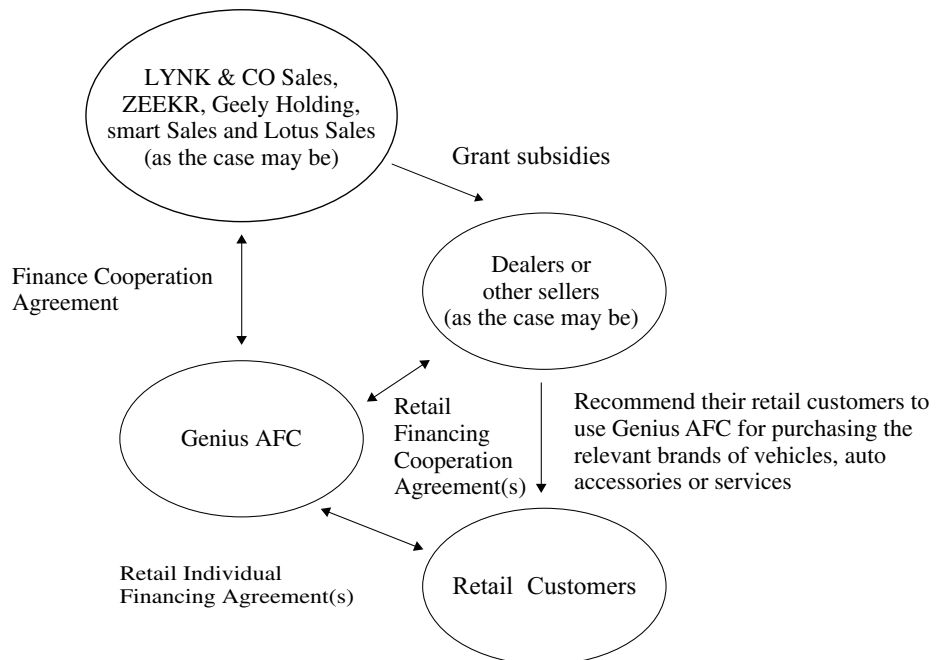 LYNK & CO Sales,
ZEEKR, Geely Holding,
smart Sales and Lotus Sales
(as the case may be)
Grant subsidies
Finance Cooperation
Agreement
Dealers or
other sellers
(as the case may be)
Genius AFC
Retail
Financing
Cooperation
Agreement(s)
Recommend their retail customers to
use Genius AFC for purchasing the
relevant brands of vehicles, auto
accessories or services
Retail Individual
Financing Agreement(s)
Retail Customers